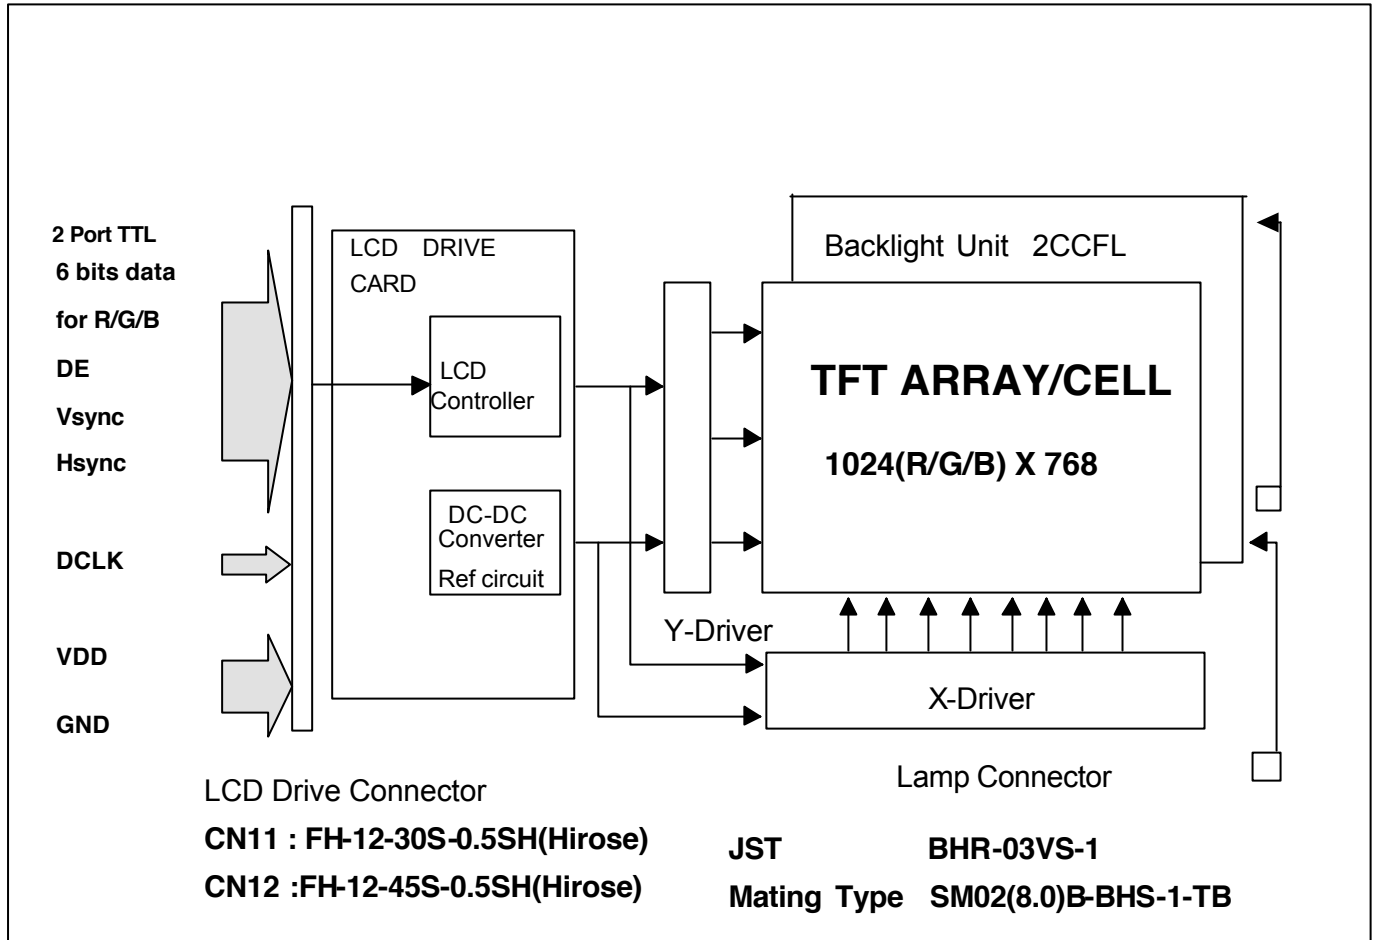 2 Port TTL
6 bits data
for R/G/B
DE
Vsync
Hsync
DCLK
VDD
GND
LCD DRIVE
CARD
LCD
Controller
DC-DC
Converter
Ref circuit
Y-Driver
Backlight Unit 2CCFL
TFT ARRAY/CELL
1024(R/G/B) X 768
X-Driver
LCD Drive Connector
CN11 : FH-12-30S-0.5SH(Hirose)
CN12 :FH-12-45S-0.5SH(Hirose)
Lamp Connector
JST BHR-03VS-1
Mating Type SM02(8.0)B-BHS-1-TB